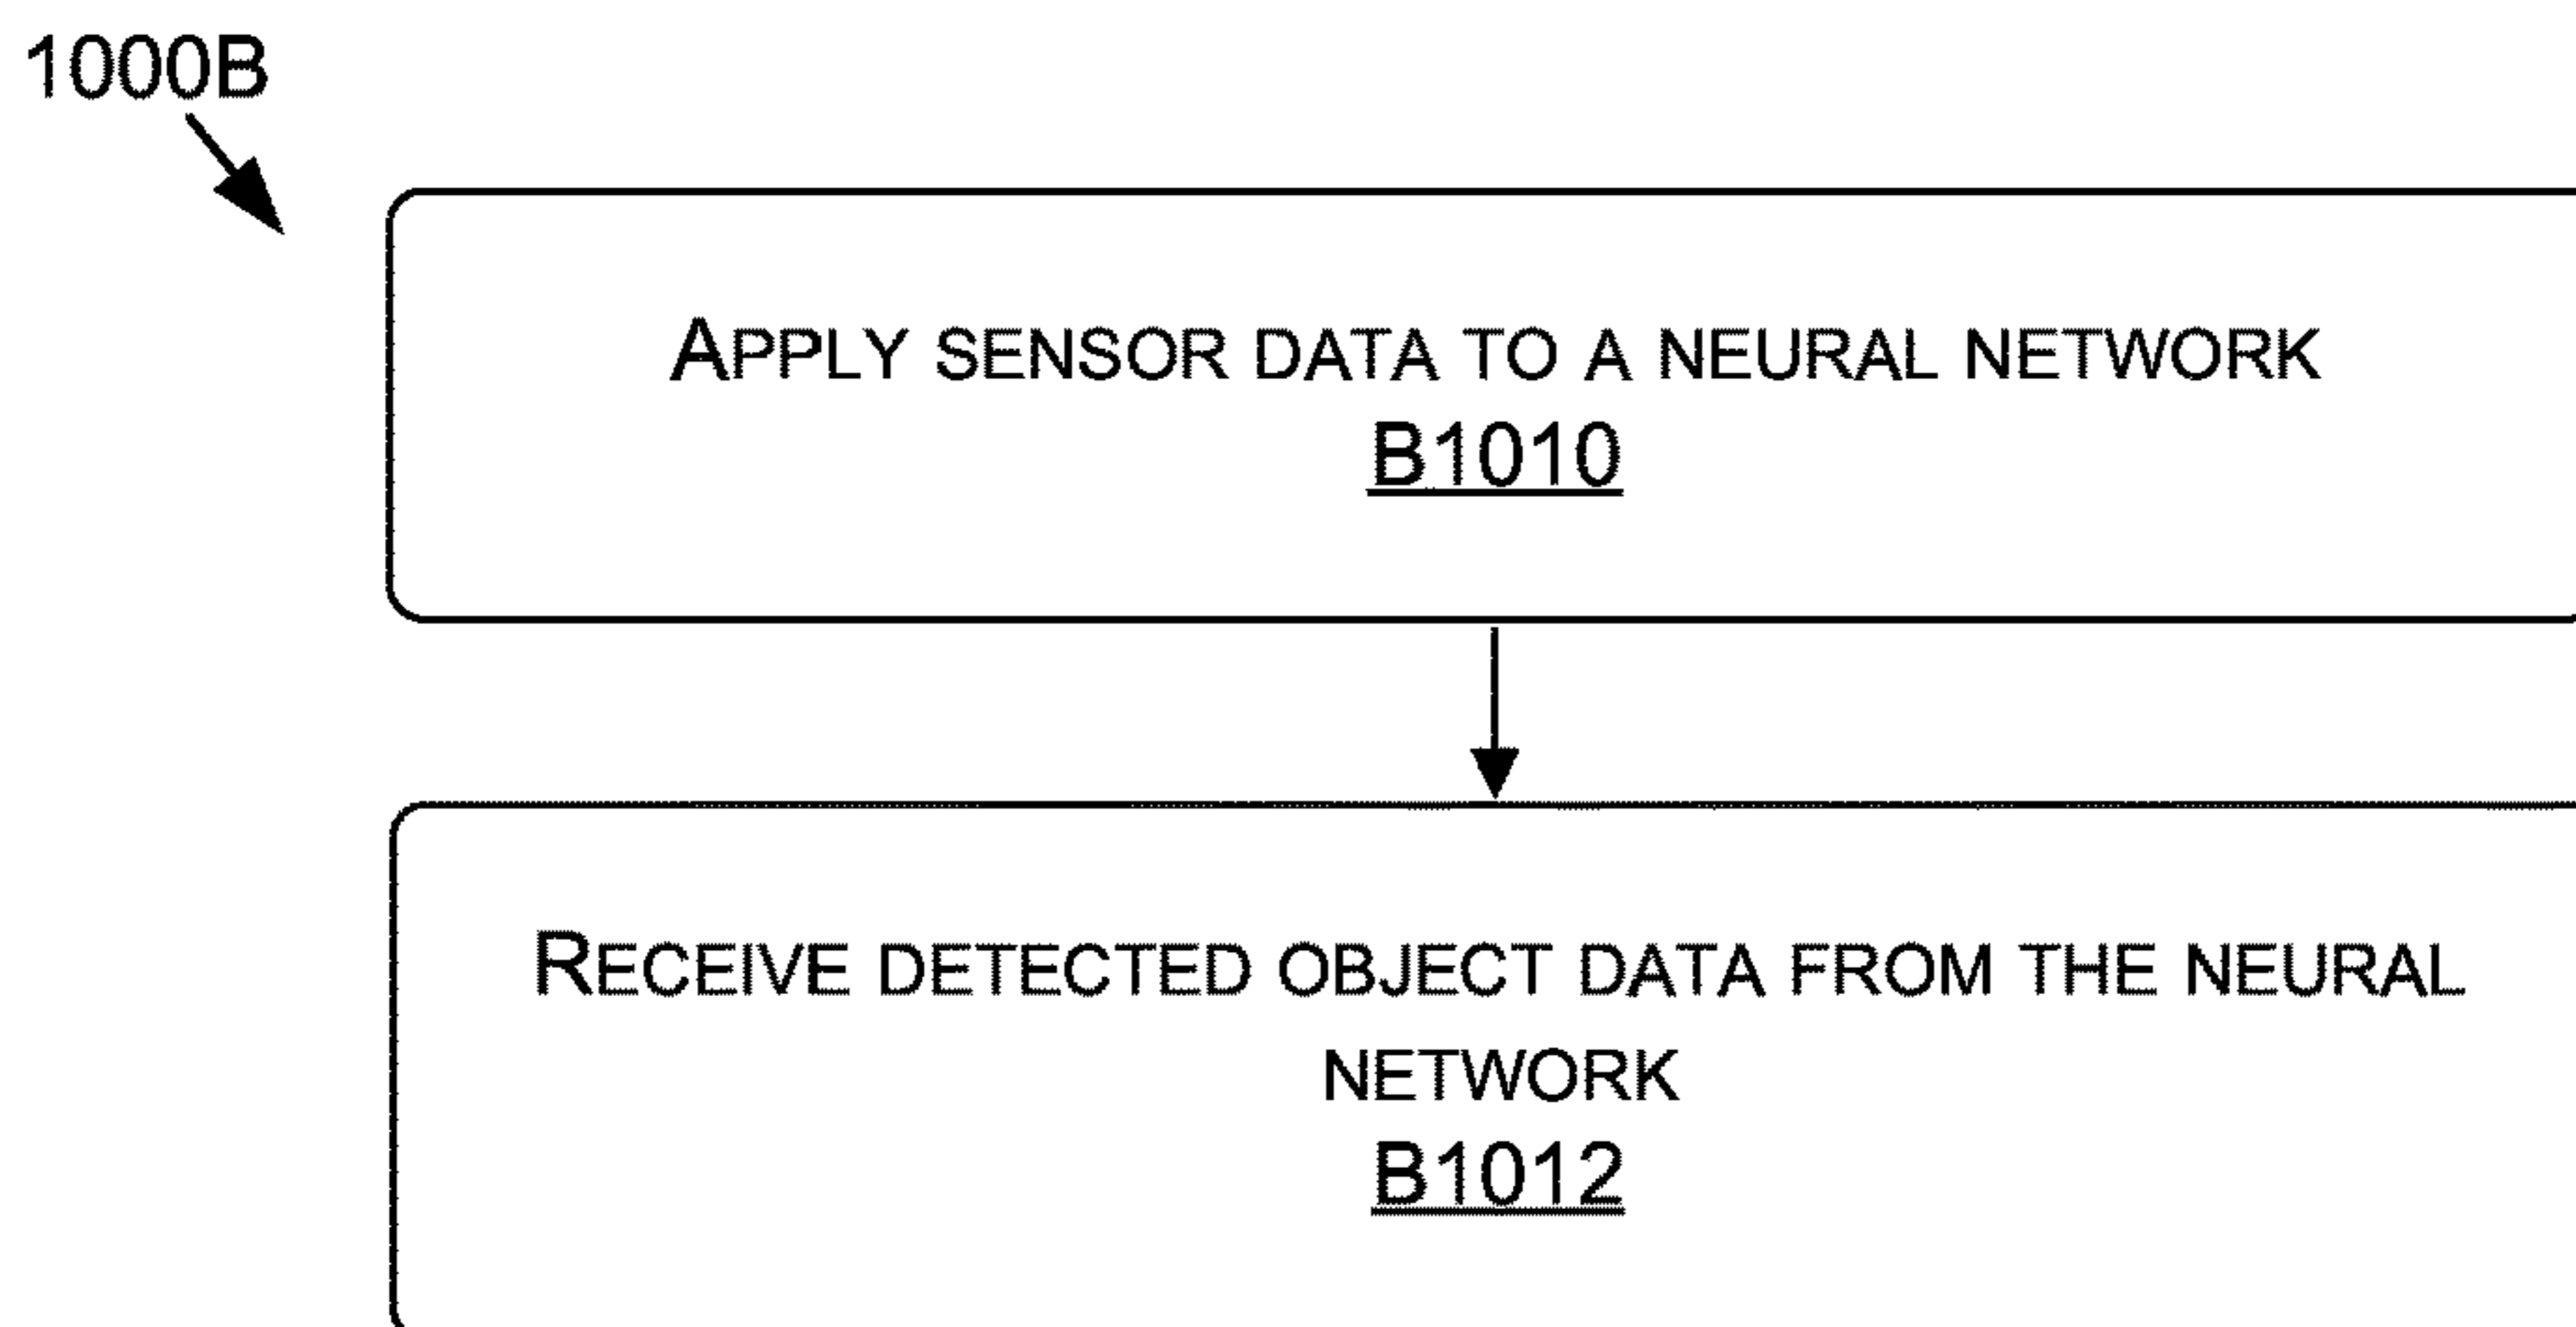 1000B
APPLY SENSOR DATA TO A NEURAL NETWORK
B1010
RECEIVE DETECTED OBJECT DATA FROM THE NEURAL
NETWORK
B1012